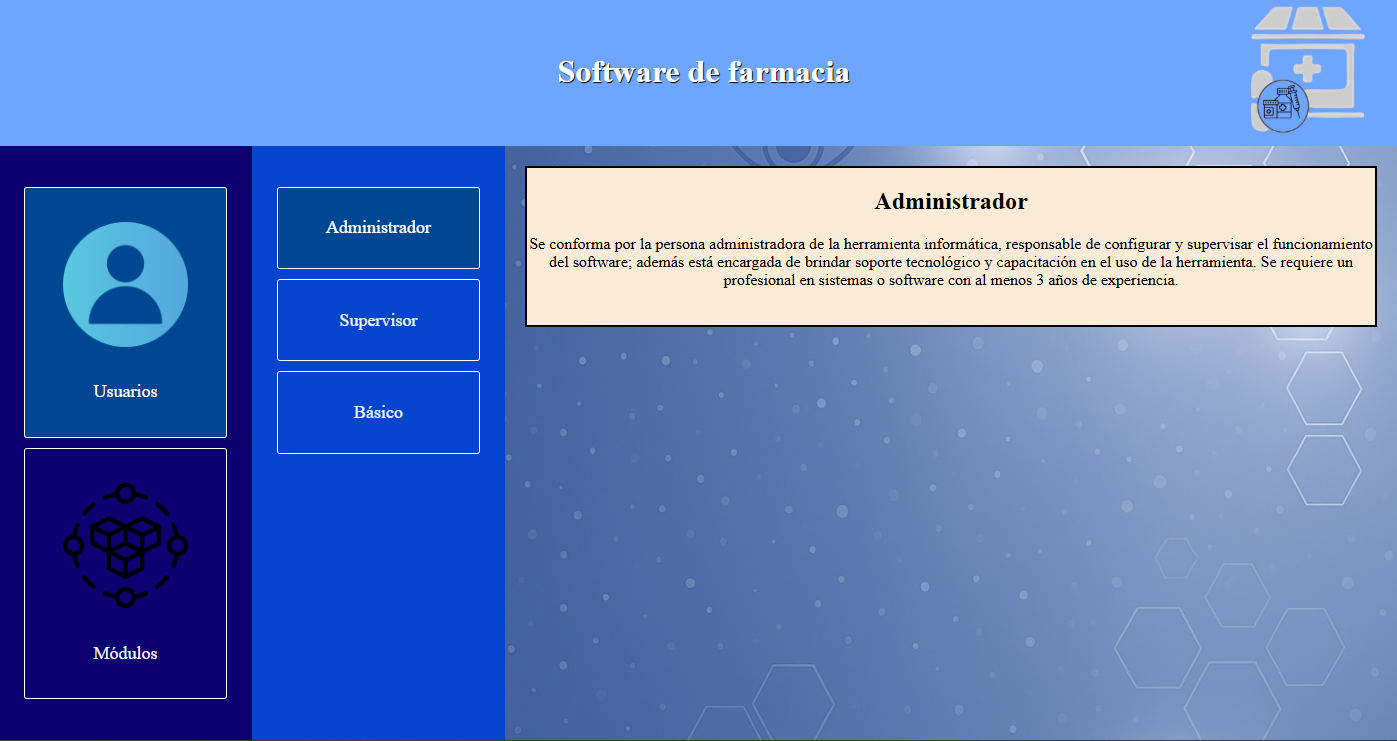 Software de farmacia
Usuarios
Módulos
Administrador
Supervisor
Básico
Administrador
Se conforma por la persona administradora de la herramienta informática, responsable de configurar y supervisar el funcionamiento
del software; además está encargada de brindar soporte tecnológico y capacitación en el uso de la herramienta. Se requiere un
profesional en sistemas o software con al menos 3 años de experiencia.